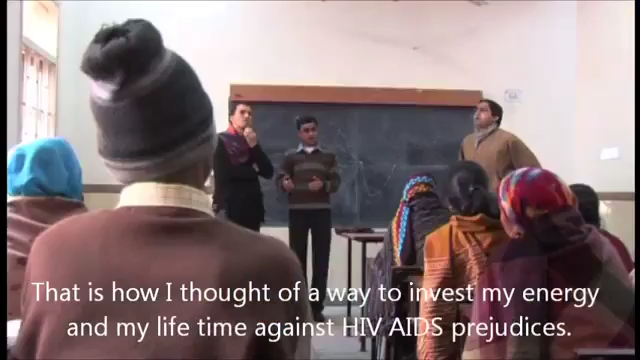 That is how I thought of a way to invest my energy
and my life time against HIV AIDS prejudices.